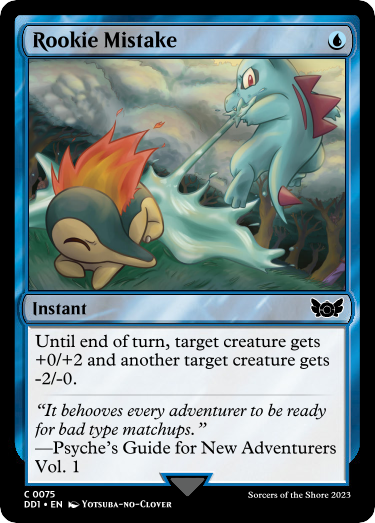 Rookie Mistake
Instant
Until end of turn, target creature gets
+0/+2 and another target creature gets
-2/-0.
“It behooves every adventurer to be ready
for bad type matchups.”
—Psyche's Guide for New Adventurers
Vol. 1
C 0075
DD1 • EN Yotsuba-no-Clover
Sorcers of the Shore 2023